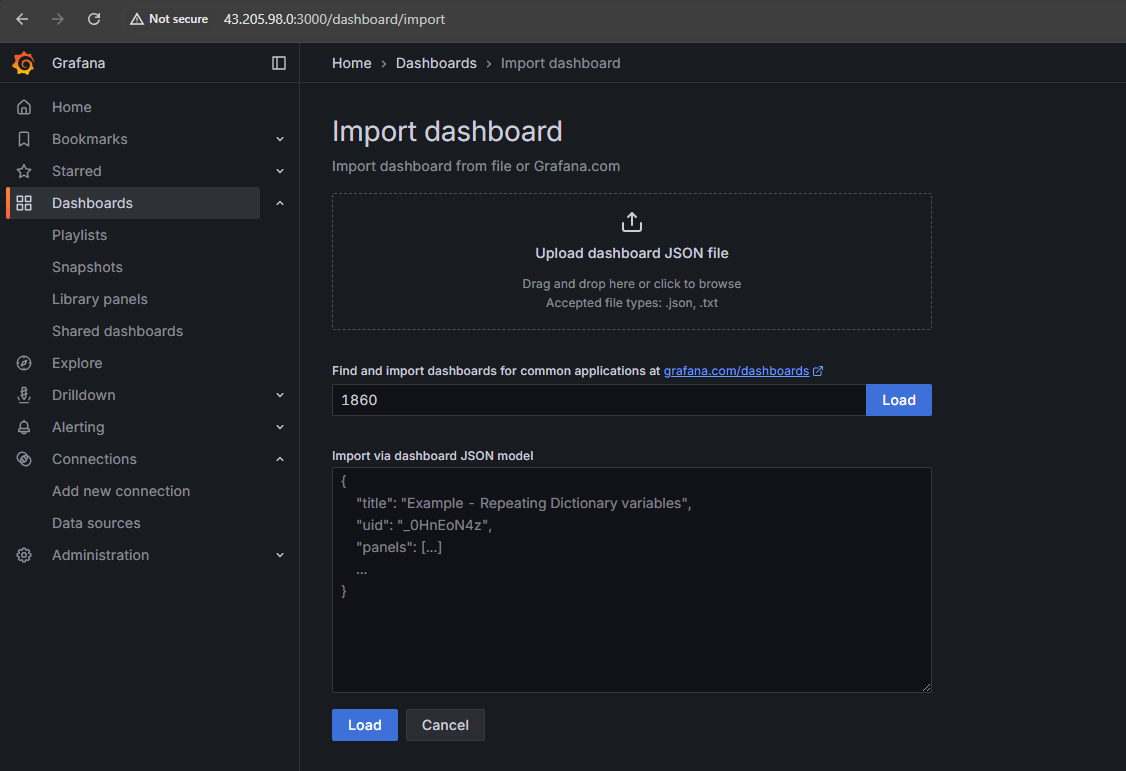 Not secure 43.205.98.0:3000/dashboard/import
Grafana
Home › Dashboards › Import dashboard
Home
Bookmarks
Starred
Dashboards
Playlists
Snapshots
Library panels
Shared dashboards
Explore
Drilldown
Alerting
Connections
Add new connection
Data sources
Administration
Import dashboard
Import dashboard from file or Grafana.com
Upload dashboard JSON file
Drag and drop here or click to browse
Accepted file types: .json, .txt
Find and import dashboards for common applications at grafana.com/dashboards
1860 Load
Import via dashboard JSON model
{
"title": "Example - Repeating Dictionary variables",
"uid": "_0HnEoN4z",
"panels": [...]
...
}
Load Cancel